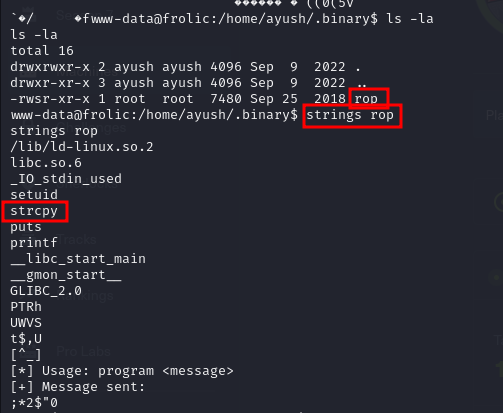 `�/ �fwww-data@frolic:/home/ayush/.binary$ ls -la
ls -la
total 16
drwxrwxr-x 2 ayush ayush 4096 Sep  9  2022 .
drwxr-xr-x 3 ayush ayush 4096 Sep  9  2022 ..
-rwsr-xr-x 1 root  root  7480 Sep 25  2018 rop
www-data@frolic:/home/ayush/.binary$ strings rop
strings rop
/lib/ld-linux.so.2
libc.so.6
_IO_stdin_used
setuid
strcpy
puts
printf
__libc_start_main
__gmon_start__
GLIBC_2.0
PTRh
UWVS
t$,U
[^_]
[*] Usage: program <message>
[+] Message sent:
;*2$"0